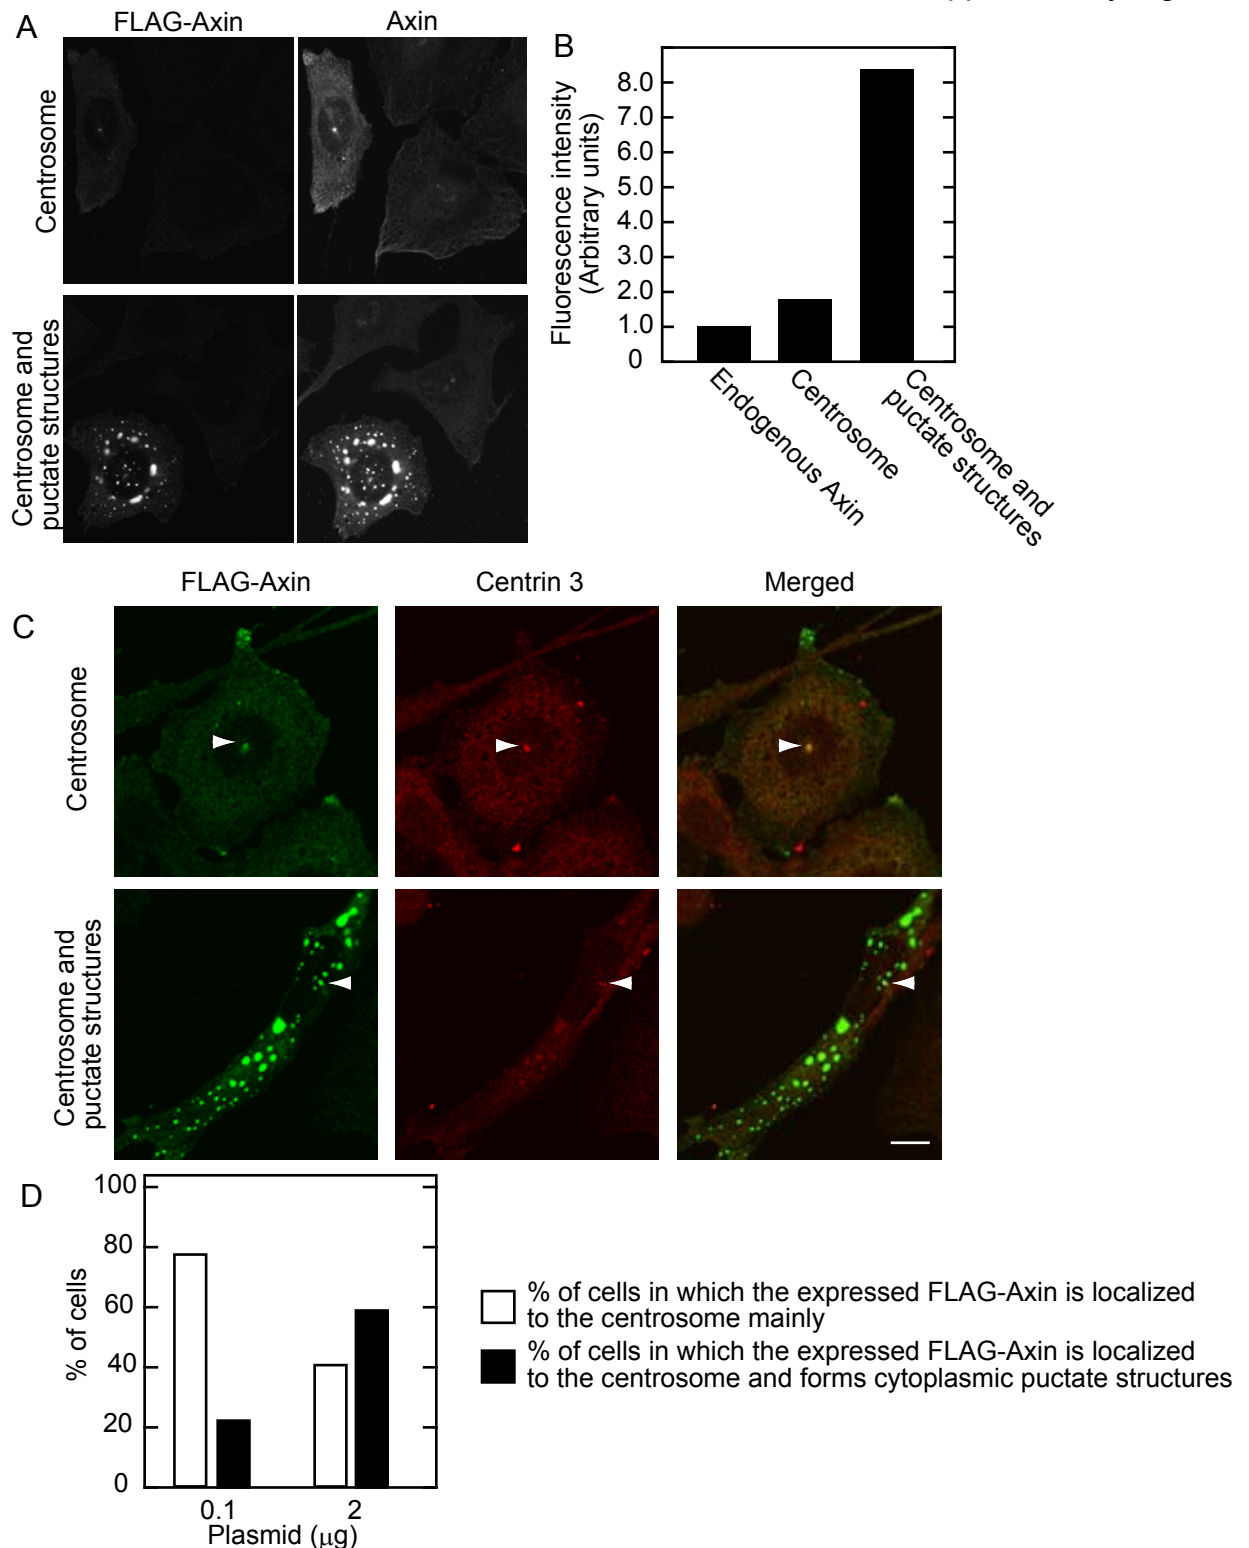 A
FLAG-Axin
Axin
Centrosome
Centrosome and
puctate structures
B
Fluorescence intensity
(Arbitrary units)
8.0
7.0
6.0
5.0
4.0
3.0
2.0
1.0
0
Endogenous Axin
Centrosome
Centrosome and
puctate structures
C
FLAG-Axin
Centrin 3
Merged
Centrosome
Centrosome and
puctate structures
D
% of cells
100
80
60
40
20
0
0.1
2
Plasmid (μg)
% of cells in which the expressed FLAG-Axin is localized
to the centrosome mainly
% of cells in which the expressed FLAG-Axin is localized
to the centrosome and forms cytoplasmic puctate structures